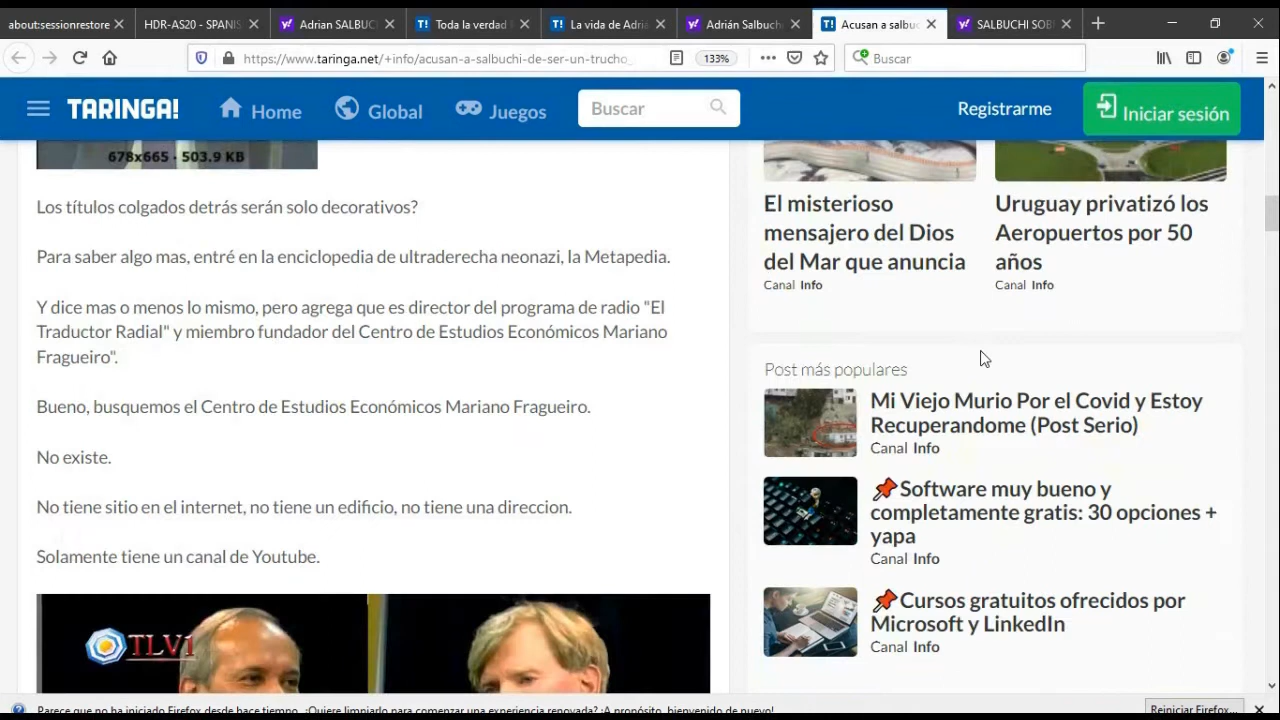 about:sessionrestore
HDR-AS20 - SPANIS
Adrian SALBUCI
Toda la verdad
La vida de Adri
Adrián Salbuch
Acusan a salbuc
SALBUCHI SOB
https://www.taringa.net/+info/acusan-a-salbuchi-de-ser-un-trucho_
133%
Buscar
TARINGA!
Home
Global
Juegos
Buscar
Registrarme
Iniciar sesión
678x665 · 503.9 KB
Los títulos colgados detrás serán solo decorativos?
Para saber algo mas, entré en la enciclopedia de ultraderecha neonazi, la Metapedia.
Y dice mas o menos lo mismo, pero agrega que es director del programa de radio "El
Traductor Radial" y miembro fundador del Centro de Estudios Económicos Mariano
Fragueiro".
Bueno, busquemos el Centro de Estudios Económicos Mariano Fragueiro.
No existe.
No tiene sitio en el internet, no tiene un edificio, no tiene una direccion.
Solamente tiene un canal de Youtube.
TLV1
El misterioso
mensajero del Dios
del Mar que anuncia
Canal Info
Uruguay privatizó los
Aeropuertos por 50
años
Canal Info
Post más populares
Mi Viejo Murio Por el Covid y Estoy
Recuperandome (Post Serio)
Canal Info
Software muy bueno y
completamente gratis: 30 opciones +
yapa
Canal Info
Cursos gratuitos ofrecidos por
Microsoft y LinkedIn
Canal Info
Parece que no ha iniciado Firefox desde hace tiempo. ¿Quiere limpiarlo para comenzar una experiencia renovada? ¡A propósito, bienvenido de nuevo!
Reiniciar Firefox...